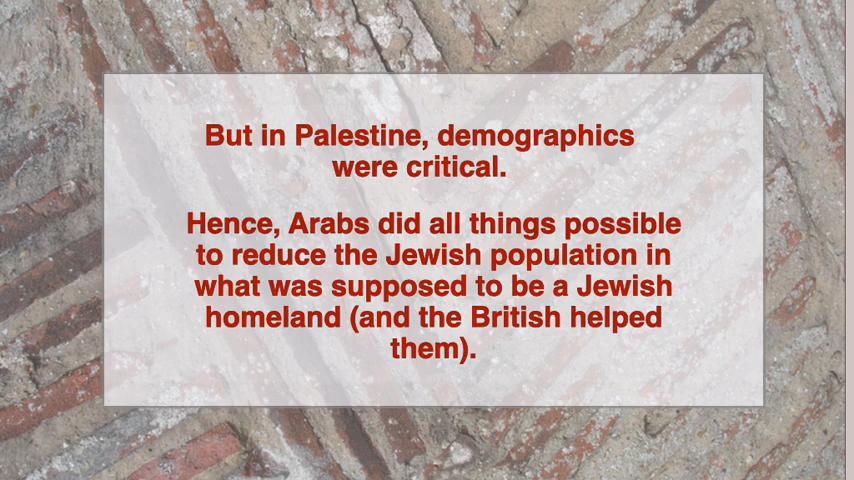 But in Palestine, demographics
were critical.
Hence, Arabs did all things possible
to reduce the Jewish population in
what was supposed to be a Jewish
homeland (and the British helped
them).